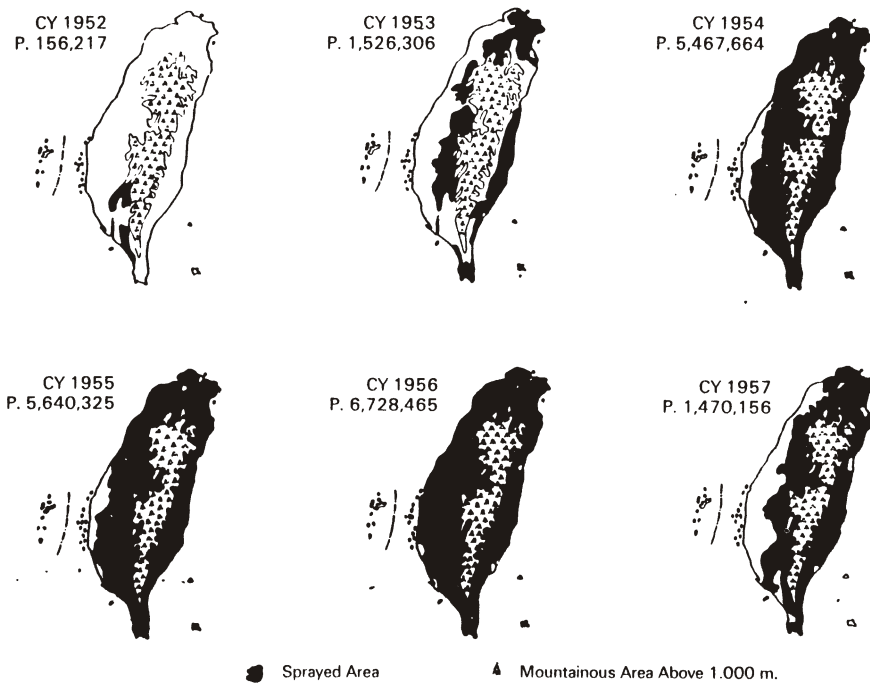 CY 1952
P. 156,217
CY 1953
P. 1,526,306
CY 1954
P. 5,467,664
CY 1955
P. 5,640,325
CY 1956
P. 6,728,465
CY 1957
P. 1,470,156
Sprayed Area
Mountainous Area Above 1.000 m.